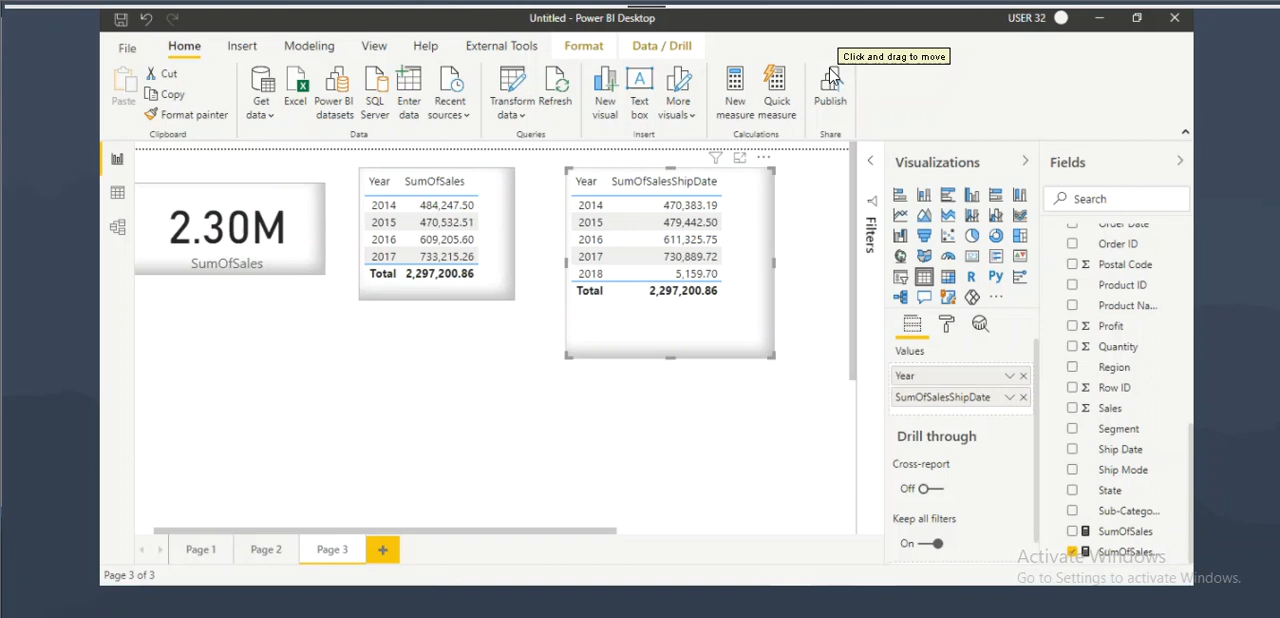 Untitled - Power BI Desktop
USER 32
File Home Insert Modeling View Help External Tools Format Data / Drill
Click and drag to move
Paste
Cut
Copy
Format painter
Clipboard
Get data
Excel
Power BI datasets
SQL Server
Enter data
Recent sources
Data
Transform data
Refresh
Queries
New visual
Text box
More visuals
Insert
New measure
Quick measure
Calculations
Publish
Share
2.30M
SumOfSales
Year SumOfSales
2014 484,247.50
2015 470,532.51
2016 609,205.60
2017 733,215.26
Total 2,297,200.86
Year SumOfSalesShipDate
2014 470,383.19
2015 479,442.50
2016 611,325.75
2017 730,889.72
2018 5,159.70
Total 2,297,200.86
Filters
Visualizations
R Py
Values
Year
SumOfSalesShipDate
Drill through
Cross-report
Off
Keep all filters
On
Fields
Search
Order Date
Order ID
Σ Postal Code
Product ID
Product Na...
Σ Profit
Σ Quantity
Region
Σ Row ID
Σ Sales
Segment
Ship Date
Ship Mode
State
Sub-Catego...
SumOfSales
SumOfSales...
Page 1 Page 2 Page 3 +
Page 3 of 3
Activate Windows
Go to Settings to activate Windows.